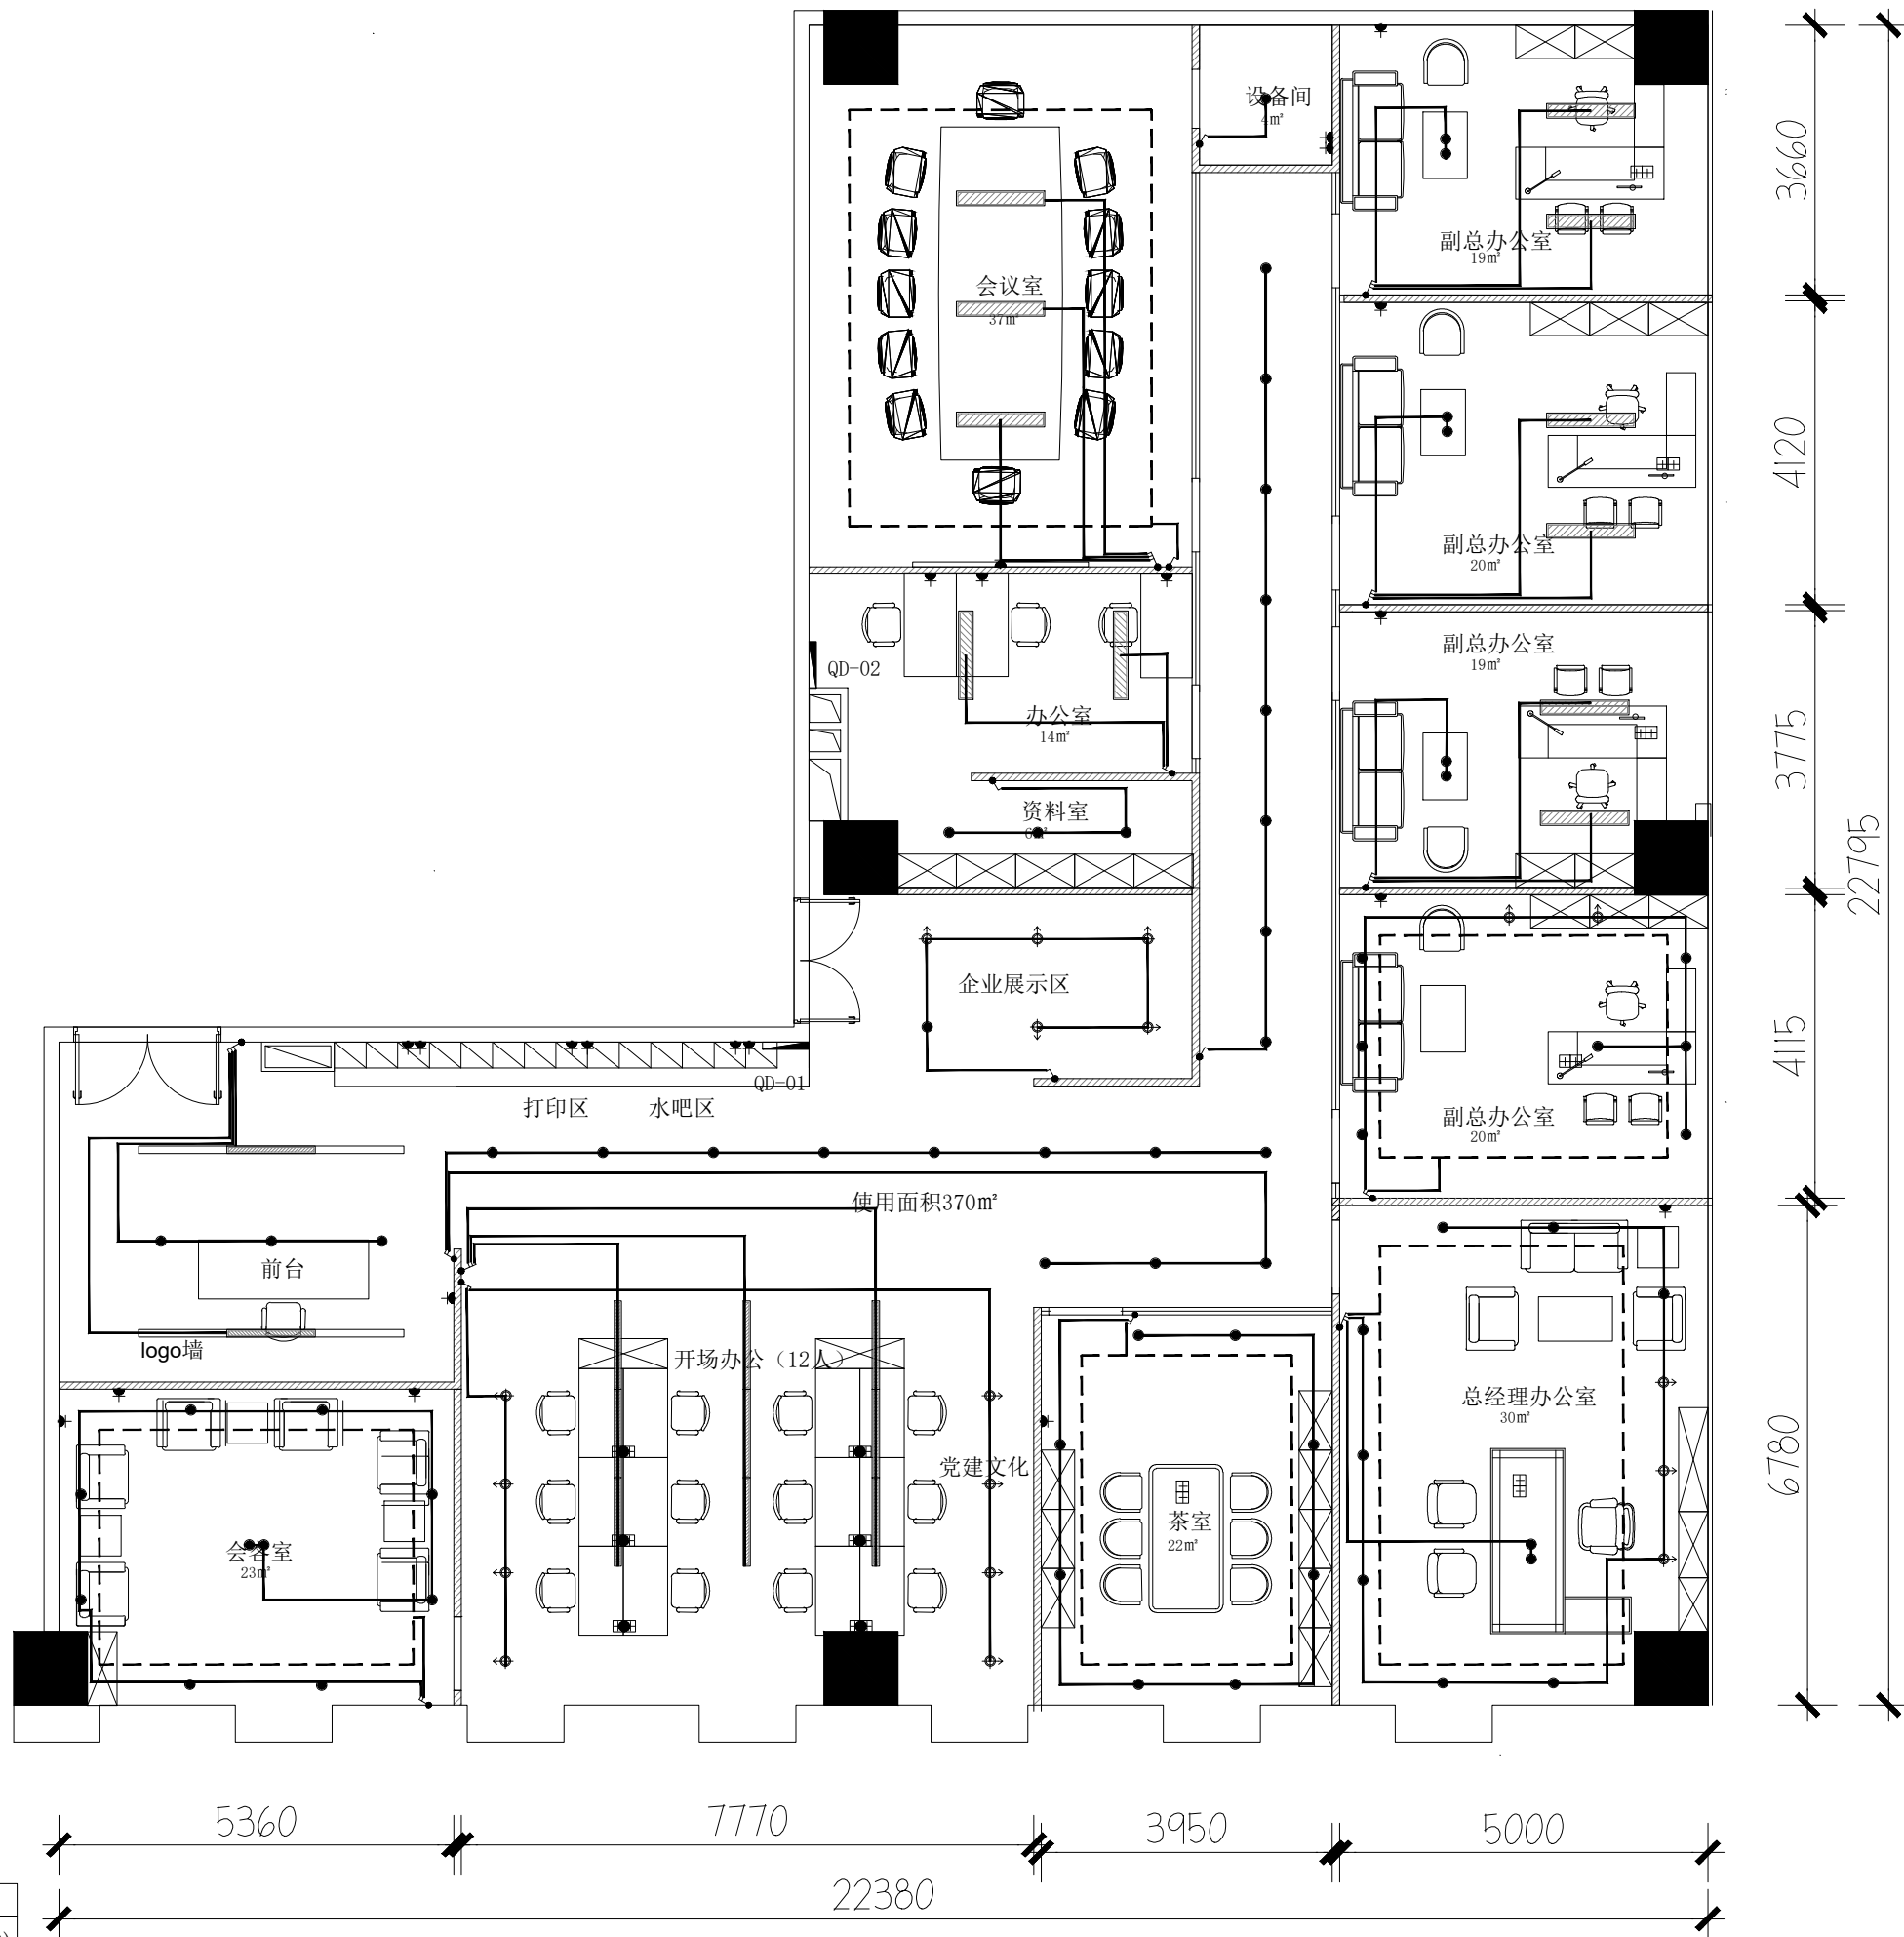 设备间
4㎡
3660
副总办公室
19㎡
会议室
37㎡
4120
副总办公室
20㎡
副总办公室
19㎡
QD-02
办公室
14㎡
3775
资料室
22795
企业展示区
4115
QD-01
打印区
水吧区
副总办公室
20㎡
使用面积370㎡
前台
logo墙
开场办公（12人）
总经理办公室
30㎡
党建文化
6780
茶室
22㎡
会客室
23㎡
5360
7770
3950
5000
22380